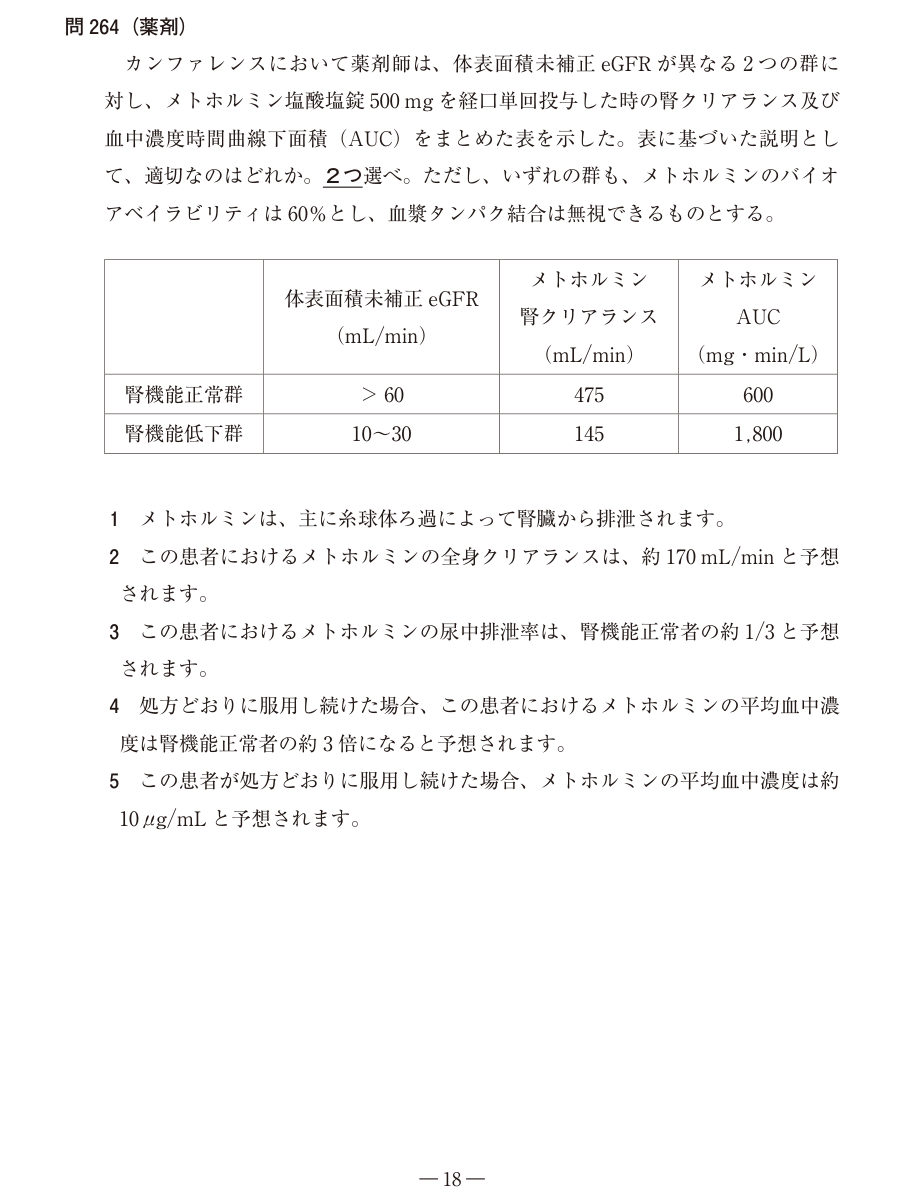 問 264（薬剤）
カンファレンスにおいて薬剤師は、体表面積未補正 eGFR が異なる２つの群に
対し、メトホルミン塩酸塩錠 500 mg を経口単回投与した時の腎クリアランス及び
血中濃度時間曲線下面積（AUC）をまとめた表を示した。表に基づいた説明とし
て、適切なのはどれか。２つ選べ。ただし、いずれの群も、メトホルミンのバイオ
アベイラビリティは 60％とし、血漿タンパク結合は無視できるものとする。
体表面積未補正 eGFR
（mL/min）
メトホルミン
腎クリアランス
（mL/min）
メトホルミン
AUC
（mg・min/L）
腎機能正常群 ＞ 60 475 600
腎機能低下群 10～30 145 1,800
1 メトホルミンは、主に糸球体ろ過によって腎臓から排泄されます。
2 この患者におけるメトホルミンの全身クリアランスは、約 170 mL/min と予想
されます。
3 この患者におけるメトホルミンの尿中排泄率は、腎機能正常者の約 1/3 と予想
されます。
4 処方どおりに服用し続けた場合、この患者におけるメトホルミンの平均血中濃
度は腎機能正常者の約 3 倍になると予想されます。
5 この患者が処方どおりに服用し続けた場合、メトホルミンの平均血中濃度は約
10 μg/mL と予想されます。
― 18 ―